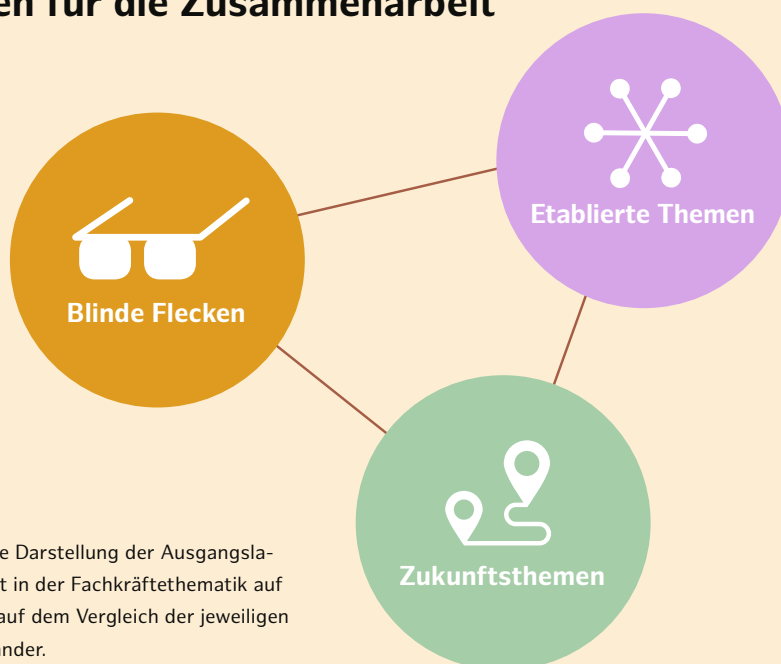 en für die Zusammenarbeit
Etablierte Themen
Blinde Flecken
Zukunftsthemen
e Darstellung der Ausgangsla-
t in der Fachkräftethematik auf
auf dem Vergleich der jeweiligen
nder.